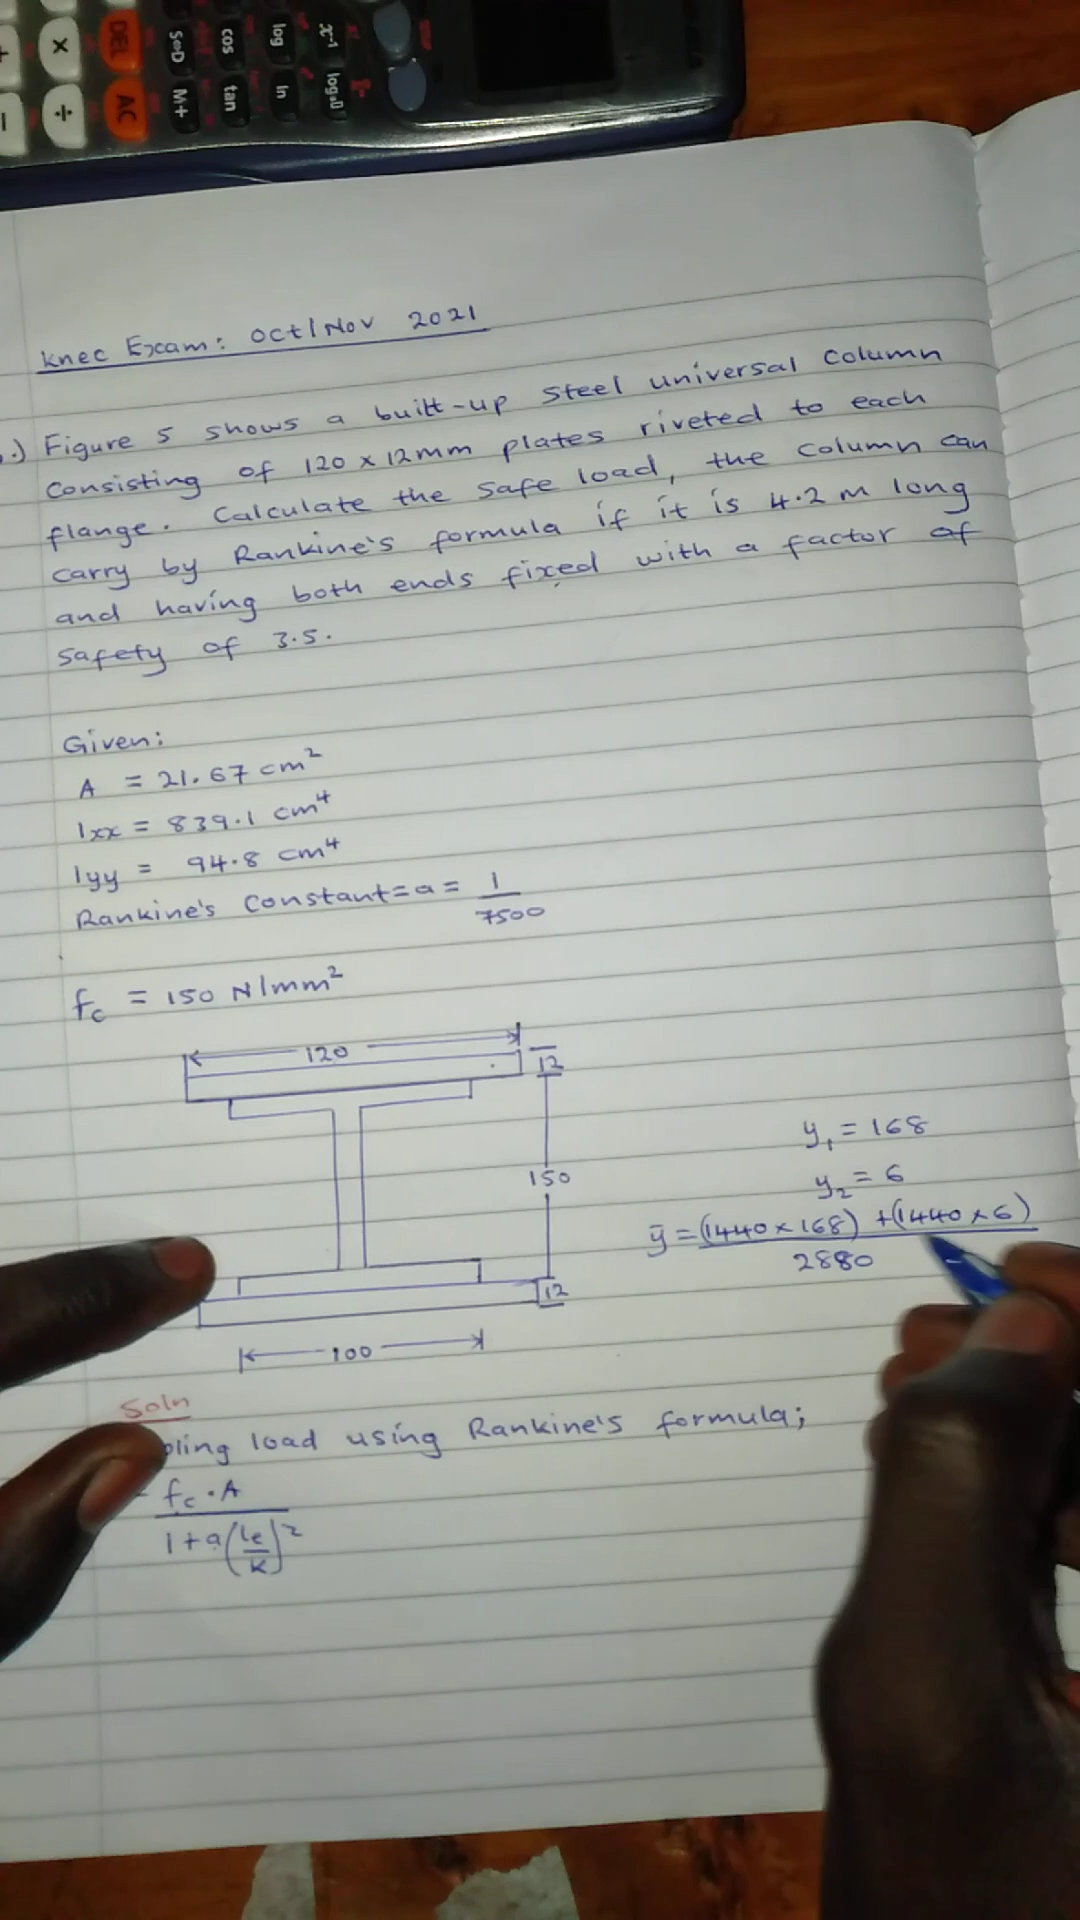 DEL
AC
S⇔D M+
cos tan
log ln
x⁻¹ log▯
×
÷
Knec Exam: Oct/Nov 2021
.) Figure 5 shows a built-up steel universal column
consisting of 120 x 12mm plates riveted to each
flange. Calculate the safe load, the column can
carry by Rankine's formula if it is 4.2 m long
and having both ends fixed with a factor of
safety of 3.5.
Given:
A = 21.67 cm²
Ixx = 839.1 cm⁴
Iyy = 94.8 cm⁴
Rankine's constant = a = 1/7500
fc = 150 N/mm²
120
12
150
12
100
y₁ = 168
y₂ = 6
ȳ = (1440 x 168) + (1440 x 6)
2880
Soln
pling load using Rankine's formula;
fc . A
1 + a (le/k)²